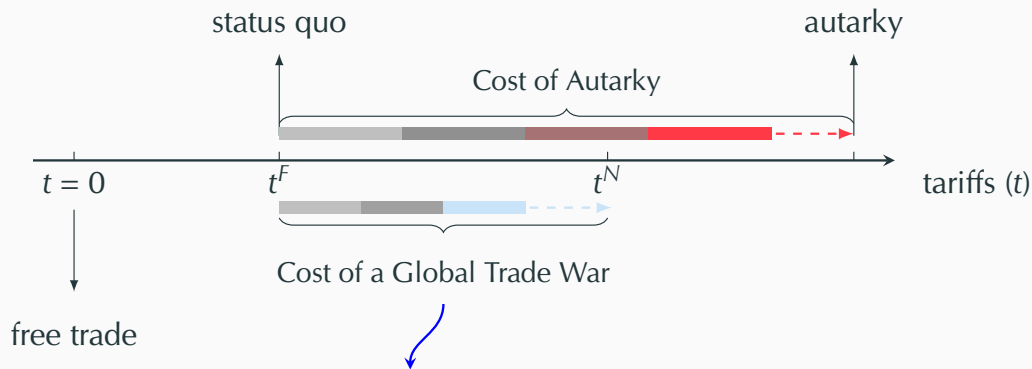 status quo
autarky
Cost of Autarky
t = 0
t^F
t^N
tariffs (t)
Cost of a Global Trade War
free trade